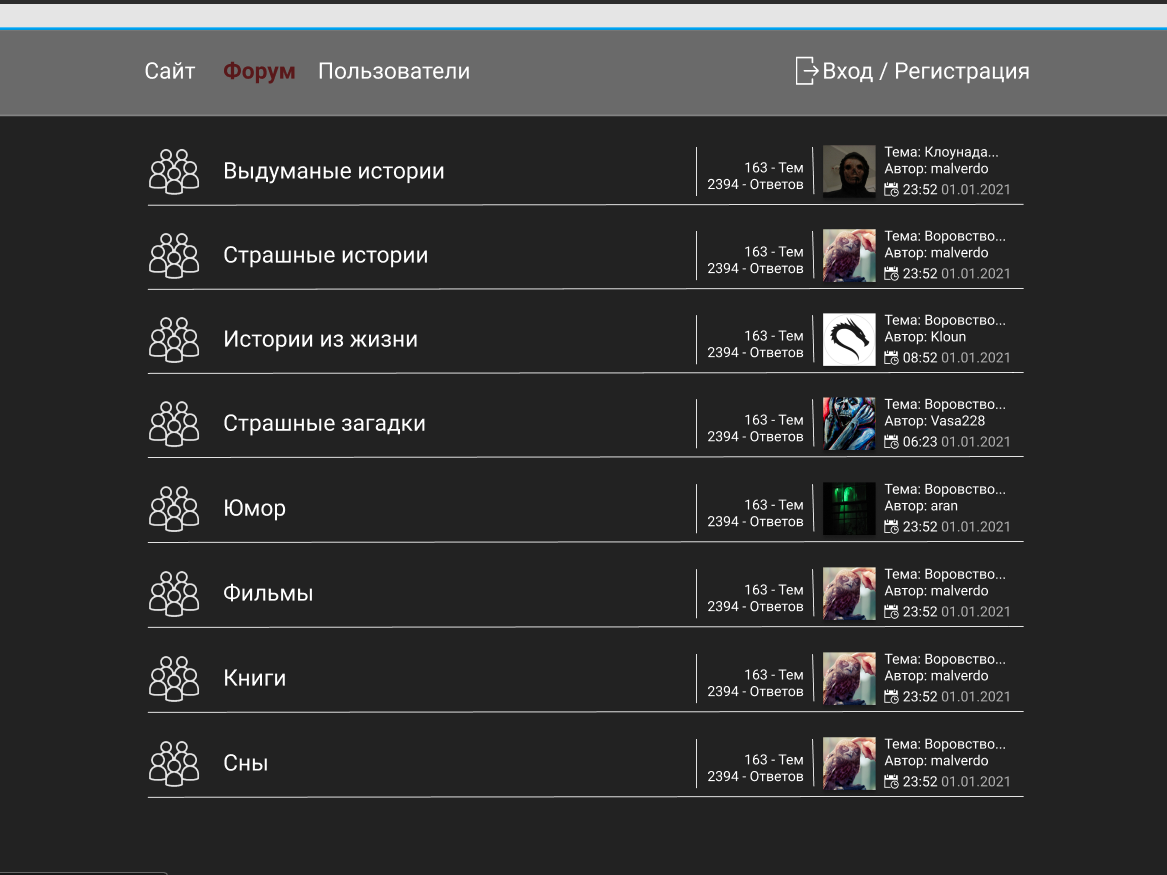 Сайт Форум Пользователи Вход / Регистрация
Выдуманые истории
163 - Тем
2394 - Ответов
Тема: Клоунада...
Автор: malverdo
23:52 01.01.2021
Страшные истории
163 - Тем
2394 - Ответов
Тема: Воровство...
Автор: malverdo
23:52 01.01.2021
Истории из жизни
163 - Тем
2394 - Ответов
Тема: Воровство...
Автор: Kloun
08:52 01.01.2021
Страшные загадки
163 - Тем
2394 - Ответов
Тема: Воровство...
Автор: Vasa228
06:23 01.01.2021
Юмор
163 - Тем
2394 - Ответов
Тема: Воровство...
Автор: aran
23:52 01.01.2021
Фильмы
163 - Тем
2394 - Ответов
Тема: Воровство...
Автор: malverdo
23:52 01.01.2021
Книги
163 - Тем
2394 - Ответов
Тема: Воровство...
Автор: malverdo
23:52 01.01.2021
Сны
163 - Тем
2394 - Ответов
Тема: Воровство...
Автор: malverdo
23:52 01.01.2021